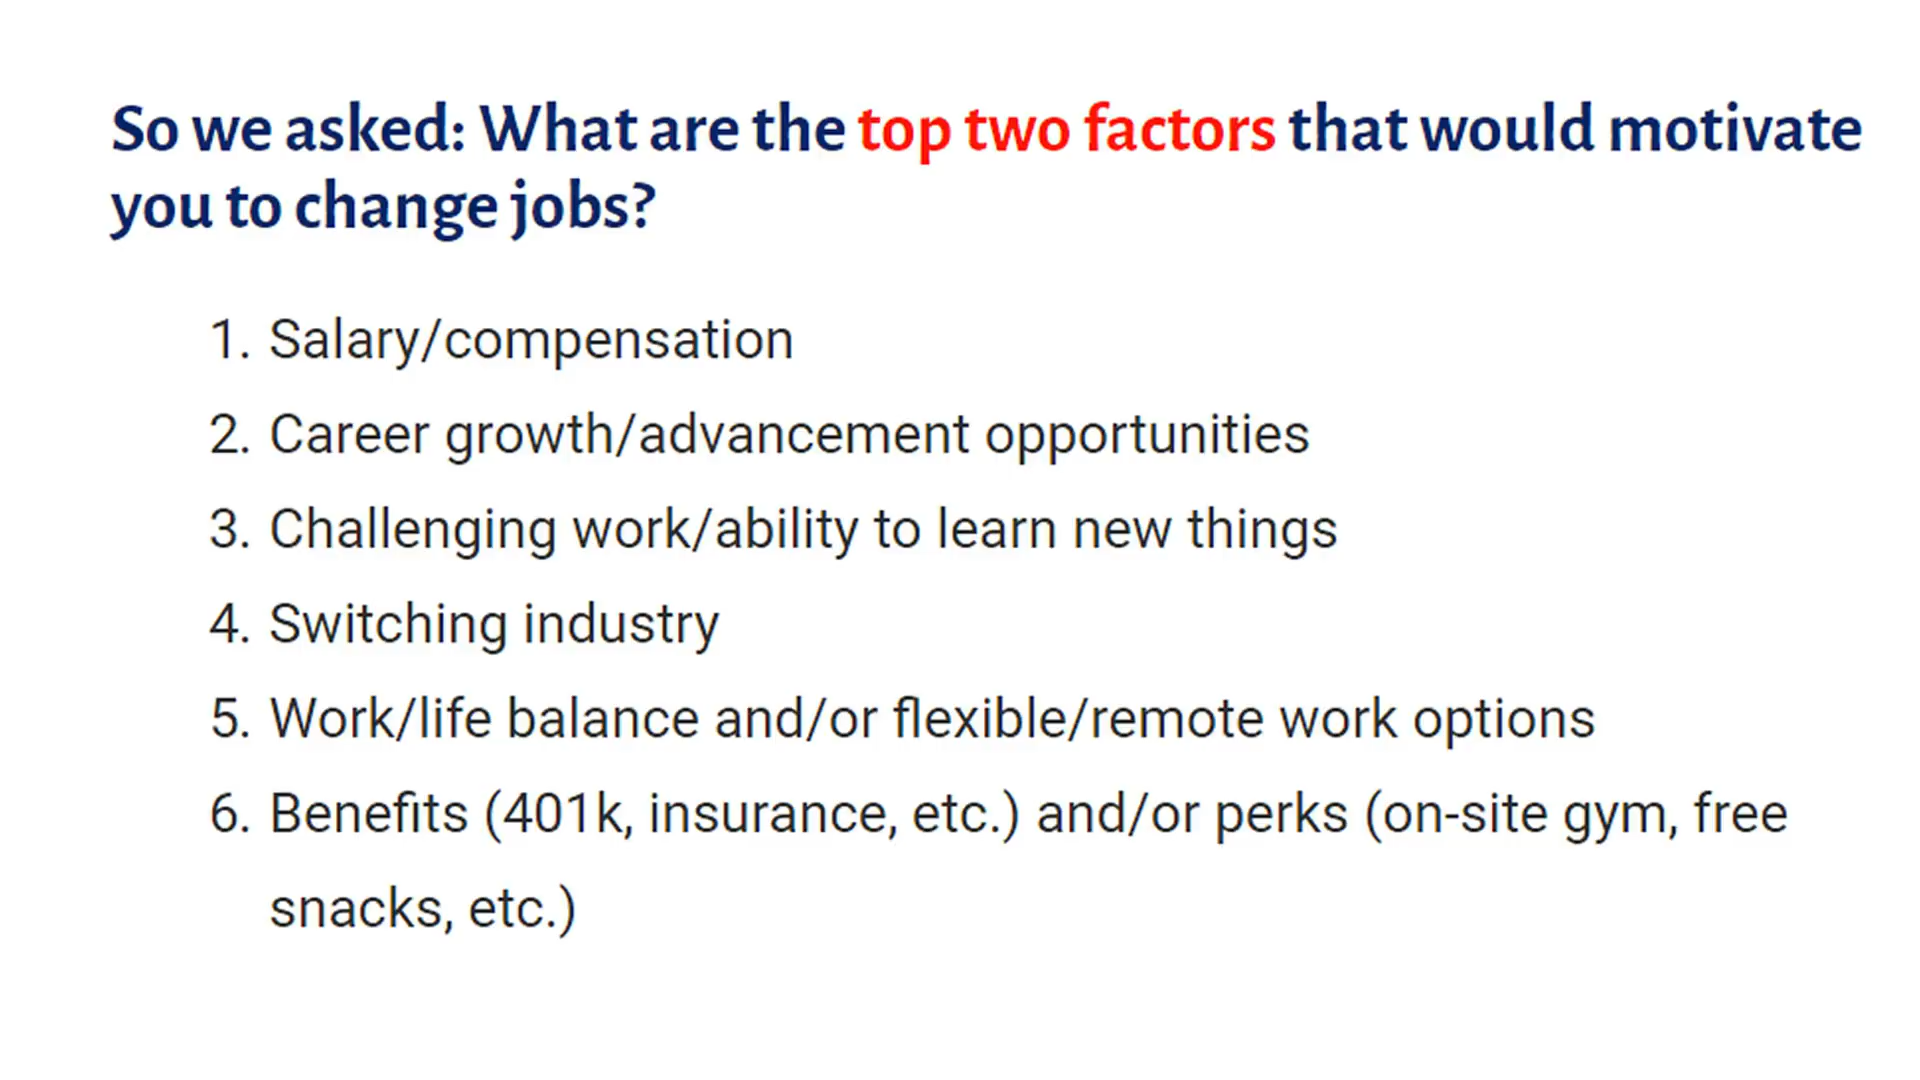 So we asked: What are the top two factors that would motivate
you to change jobs?
1. Salary/compensation
2. Career growth/advancement opportunities
3. Challenging work/ability to learn new things
4. Switching industry
5. Work/life balance and/or flexible/remote work options
6. Benefits (401k, insurance, etc.) and/or perks (on-site gym, free
snacks, etc.)